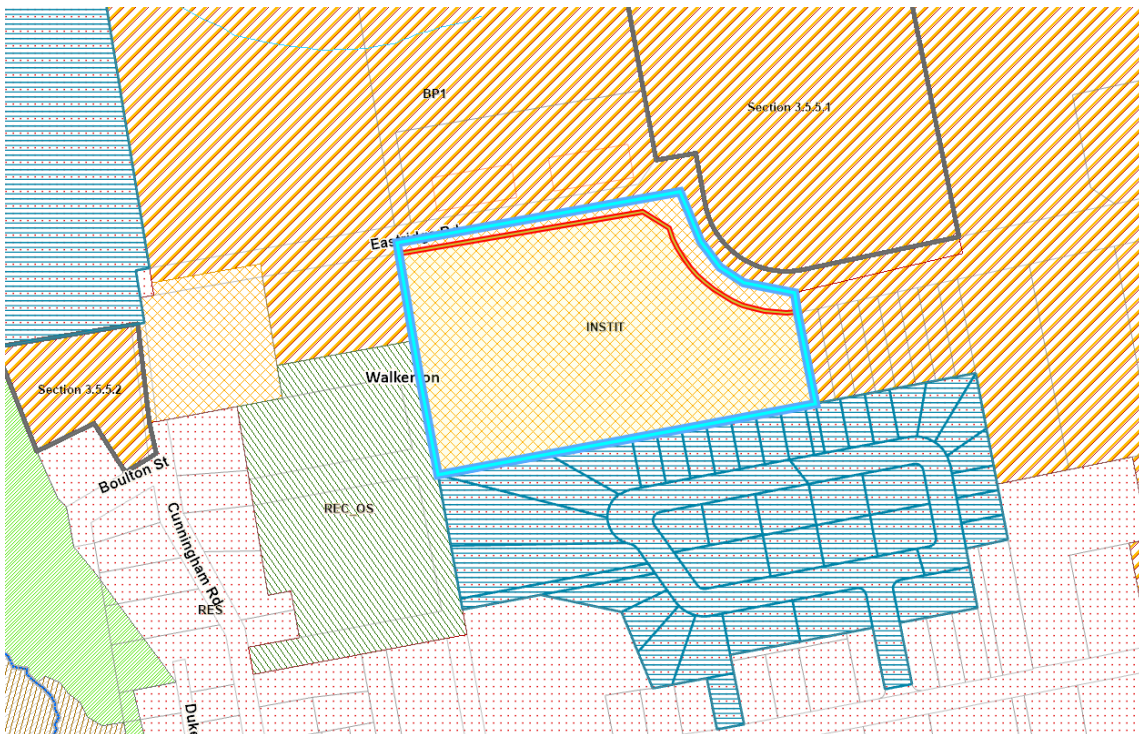 BP1
Section 3.5.5.1
INSTIT
Walkerton
Section 3.5.5.2
Boulton St
REC_OS
Cunningham Rd
RES